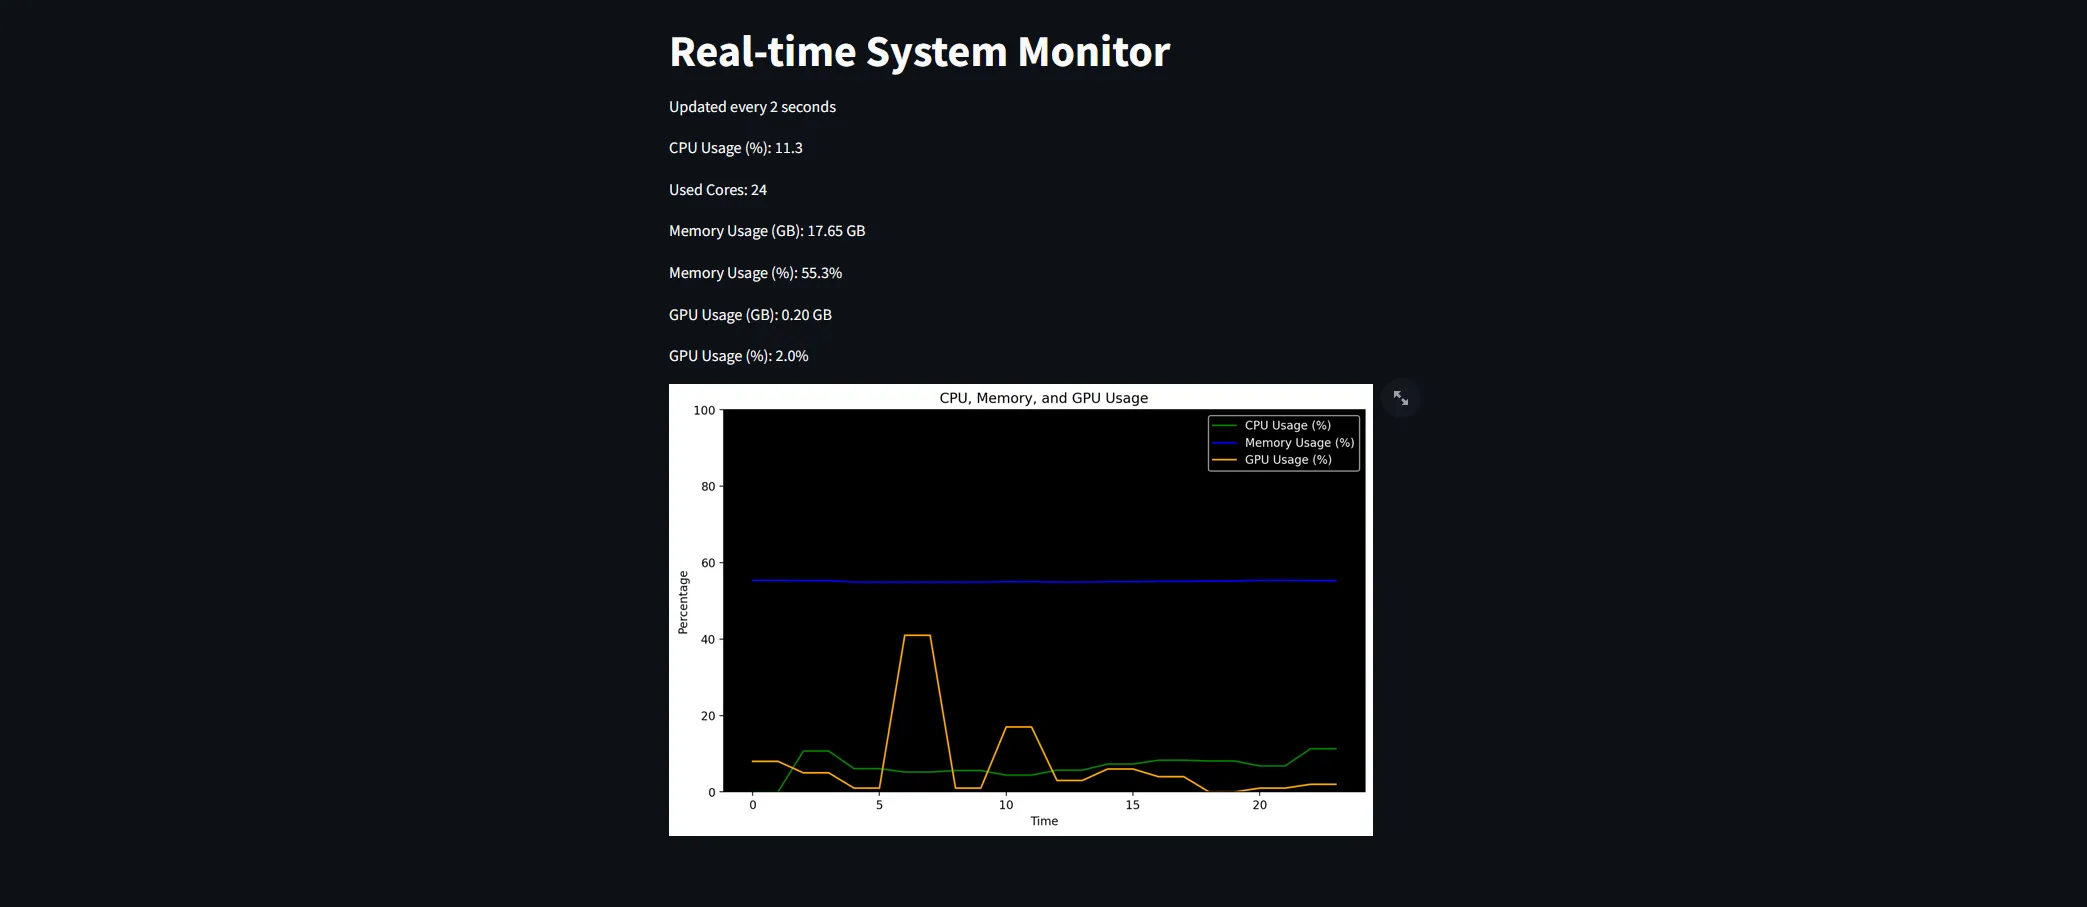 Real-time System Monitor
Updated every 2 seconds
CPU Usage (%): 11.3
Used Cores: 24
Memory Usage (GB): 17.65 GB
Memory Usage (%): 55.3%
GPU Usage (GB): 0.20 GB
GPU Usage (%): 2.0%
CPU, Memory, and GPU Usage
CPU Usage (%)
Memory Usage (%)
GPU Usage (%)
100
80
60
40
20
0
Percentage
0 5 10 15 20
Time